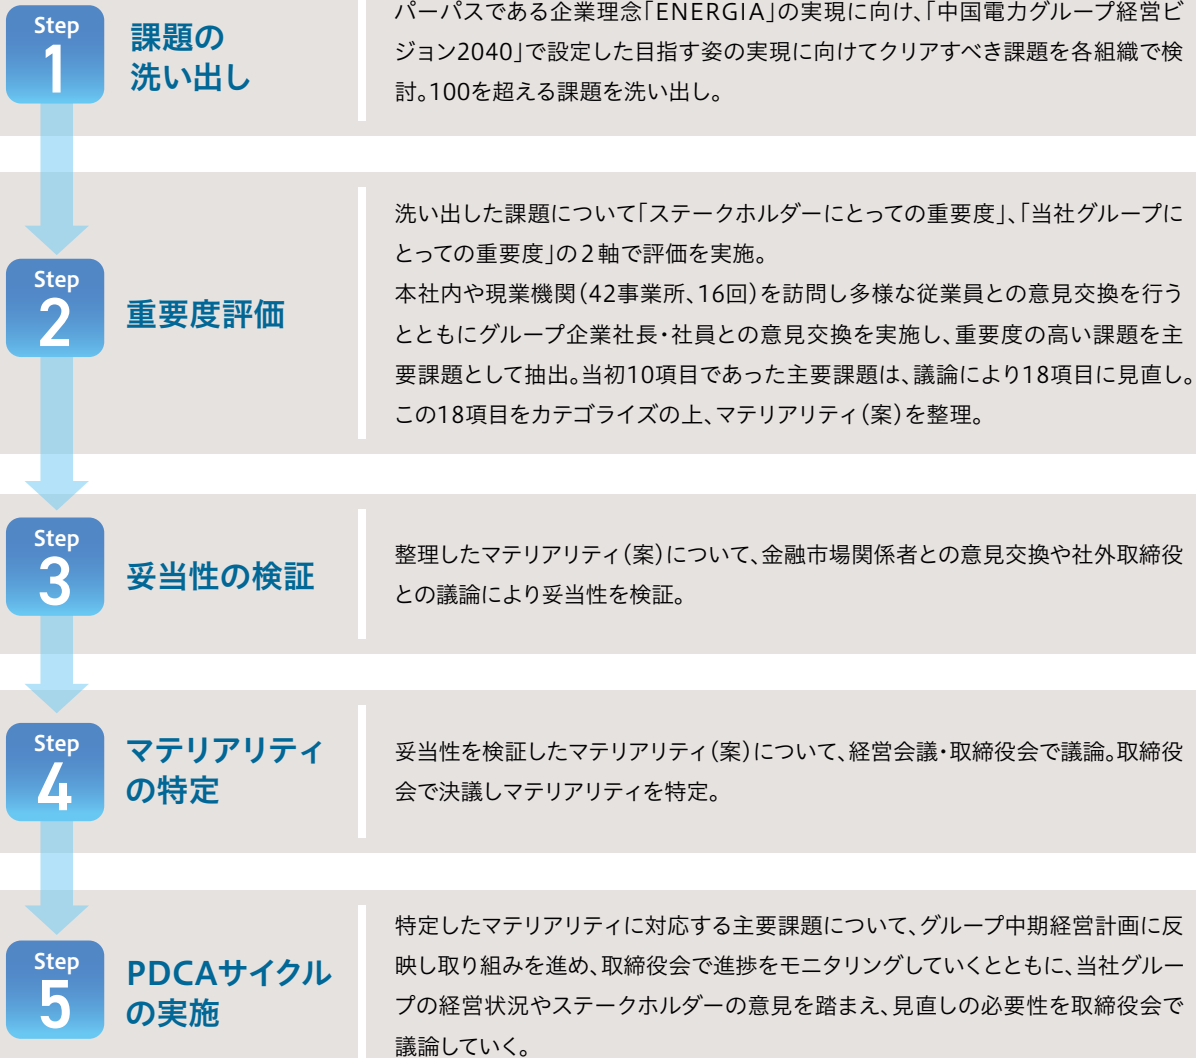 Step
1
課題の
洗い出し
パーパスである企業理念「ENERGIA」の実現に向け、「中国電力グループ経営ビ
ジョン2040」で設定した目指す姿の実現に向けてクリアすべき課題を各組織で検
討。100を超える課題を洗い出し。
Step
2
重要度評価
洗い出した課題について「ステークホルダーにとっての重要度」、「当社グループに
とっての重要度」の2軸で評価を実施。
本社内や現業機関（42事業所、16回）を訪問し多様な従業員との意見交換を行う
とともにグループ企業社長・社員との意見交換を実施し、重要度の高い課題を主
要課題として抽出。当初10項目であった主要課題は、議論により18項目に見直し。
この18項目をカテゴライズの上、マテリアリティ（案）を整理。
Step
3
妥当性の検証
整理したマテリアリティ（案）について、金融市場関係者との意見交換や社外取締役
との議論により妥当性を検証。
Step
4
マテリアリティ
の特定
妥当性を検証したマテリアリティ（案）について、経営会議・取締役会で議論。取締役
会で決議しマテリアリティを特定。
Step
5
PDCAサイクル
の実施
特定したマテリアリティに対応する主要課題について、グループ中期経営計画に反
映し取り組みを進め、取締役会で進捗をモニタリングしていくとともに、当社グルー
プの経営状況やステークホルダーの意見を踏まえ、見直しの必要性を取締役会で
議論していく。